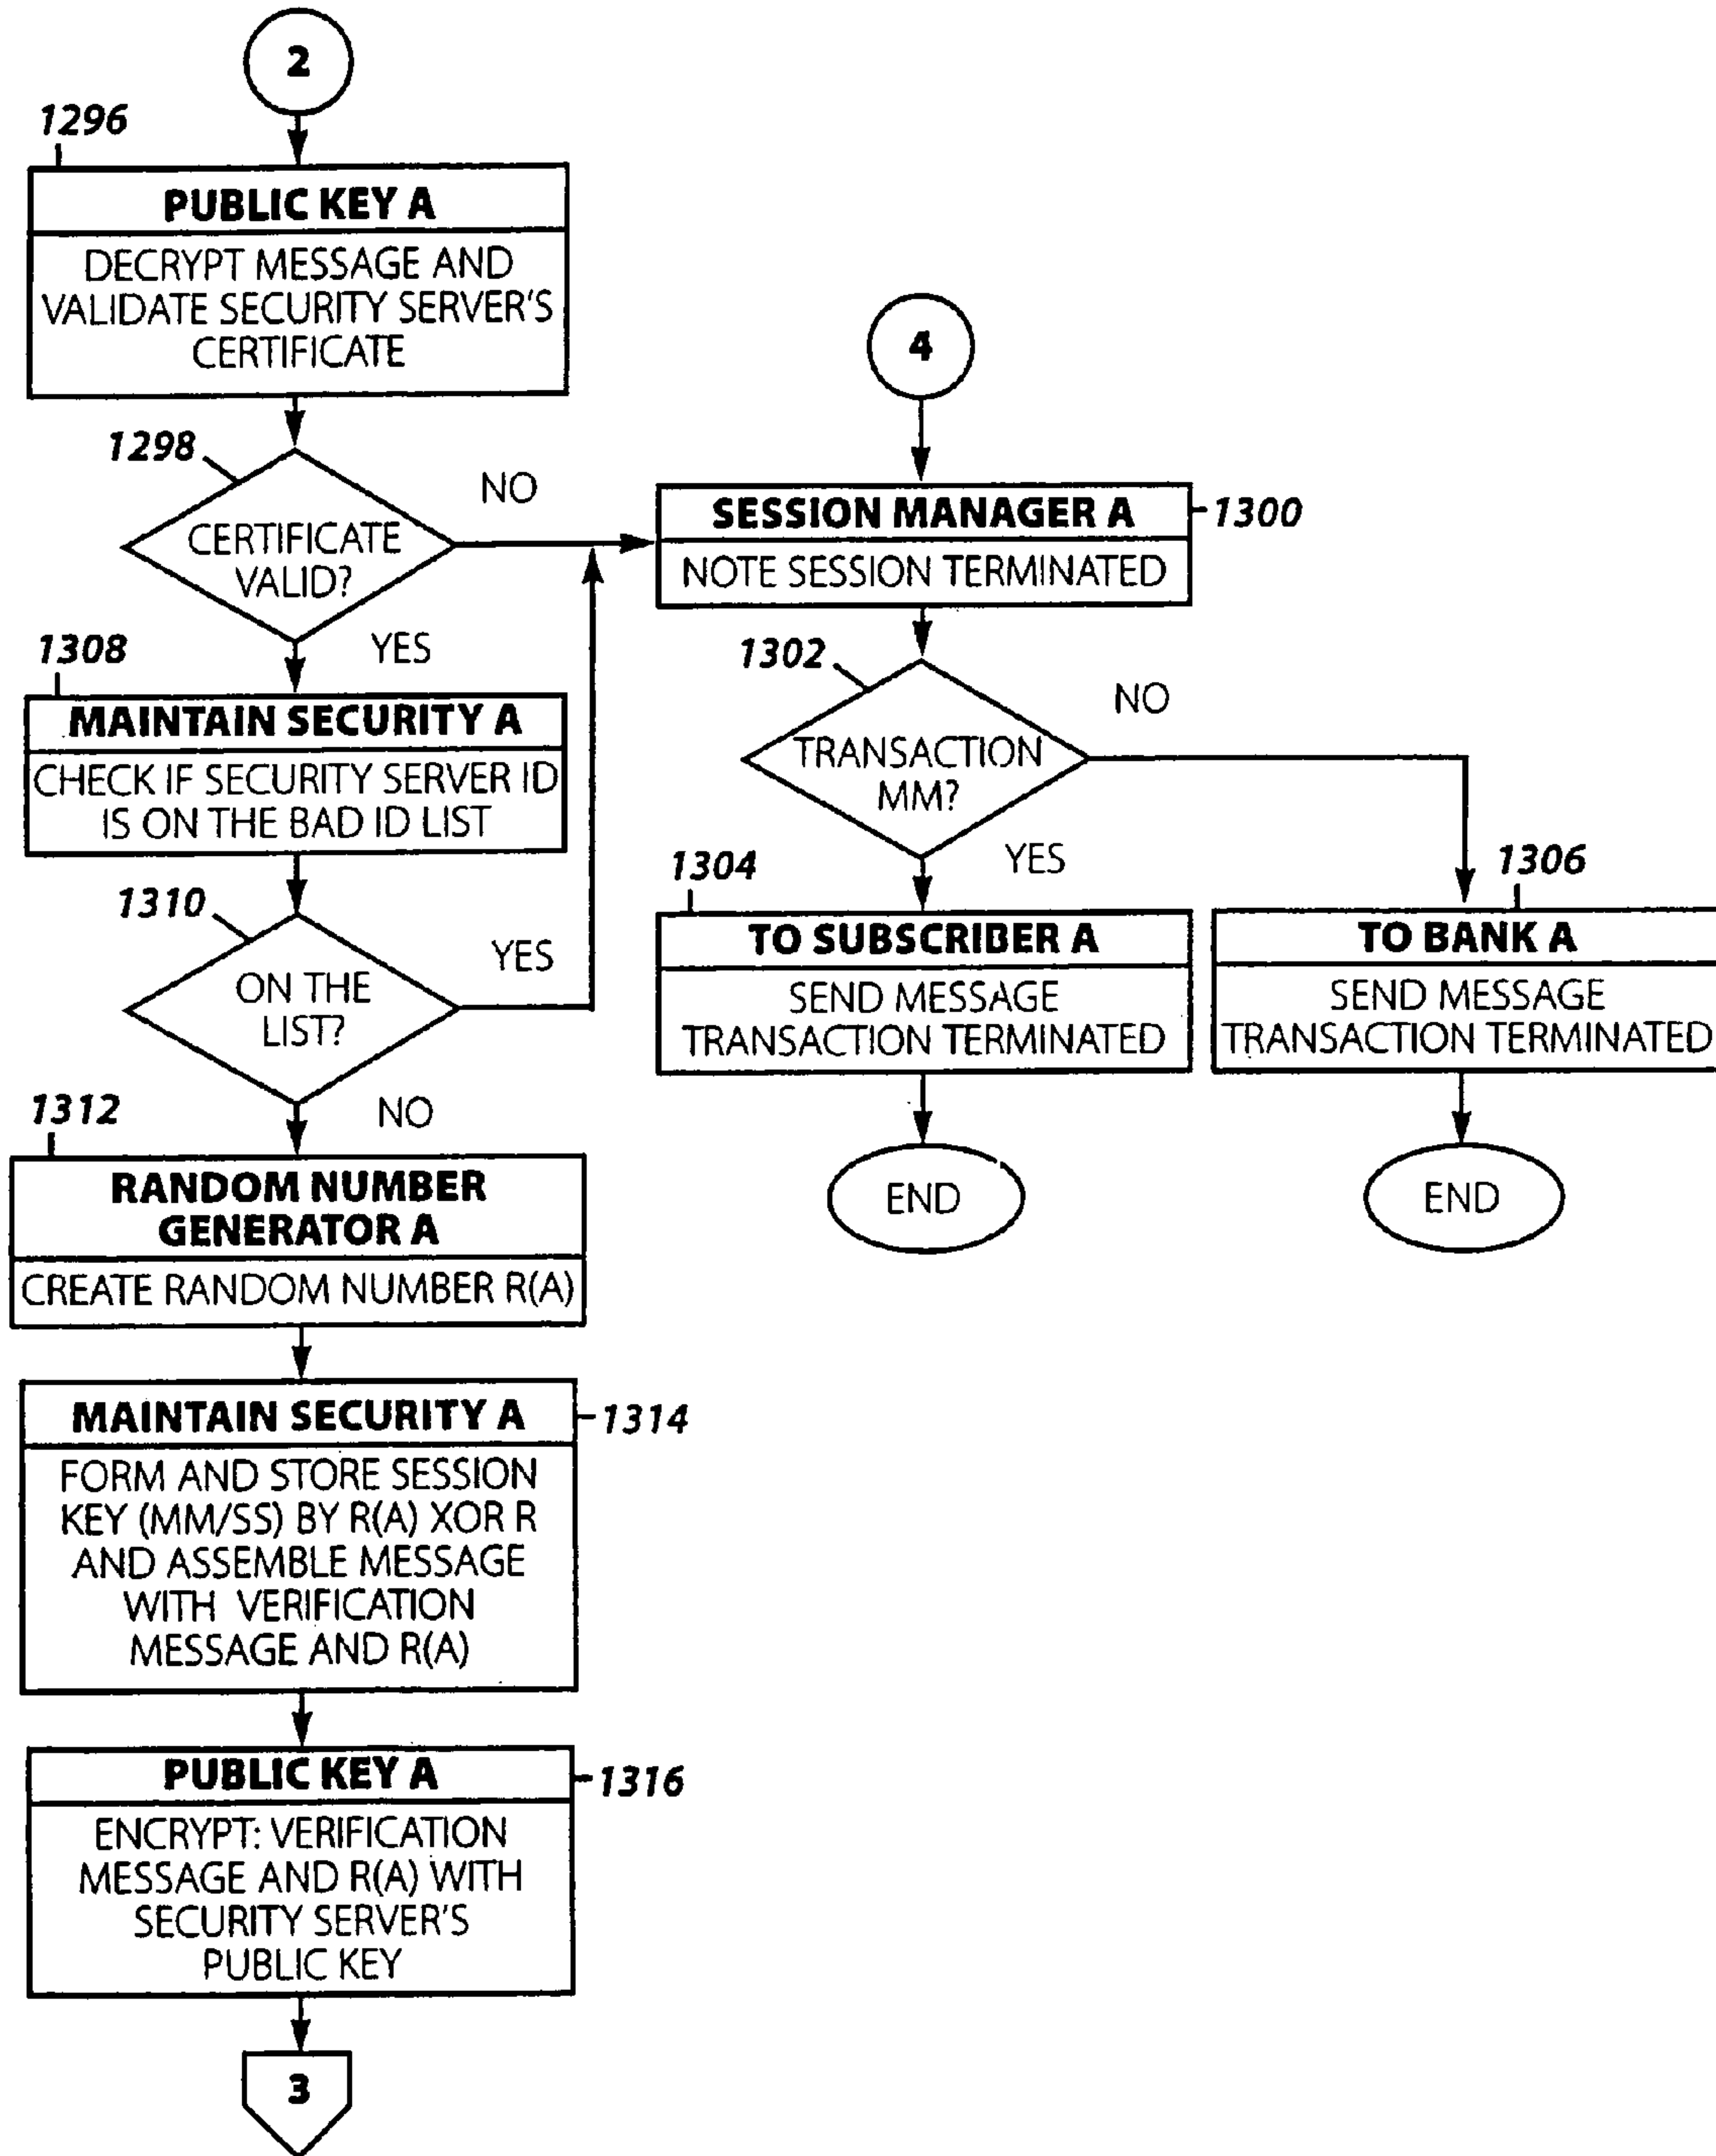 2
1296
PUBLIC KEY A
DECRYPT MESSAGE AND
VALIDATE SECURITY SERVER'S
CERTIFICATE
1298
NO
CERTIFICATE
VALID?
YES
1308
MAINTAIN SECURITY A
CHECK IF SECURITY SERVER ID
IS ON THE BAD ID LIST
1310
YES
ON THE
LIST?
NO
1312
RANDOM NUMBER
GENERATOR A
CREATE RANDOM NUMBER R(A)
MAINTAIN SECURITY A
1314
FORM AND STORE SESSION
KEY (MM/SS) BY R(A) XOR R
AND ASSEMBLE MESSAGE
WITH VERIFICATION
MESSAGE AND R(A)
PUBLIC KEY A
1316
ENCRYPT: VERIFICATION
MESSAGE AND R(A) WITH
SECURITY SERVER'S
PUBLIC KEY
3
4
SESSION MANAGER A
1300
NOTE SESSION TERMINATED
1302
NO
TRANSACTION
MM?
YES
1304
TO SUBSCRIBER A
SEND MESSAGE
TRANSACTION TERMINATED
END
1306
TO BANK A
SEND MESSAGE
TRANSACTION TERMINATED
END